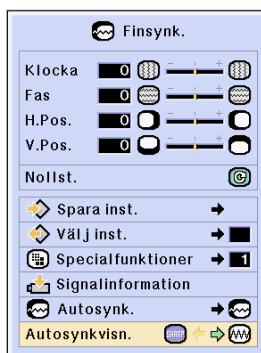 Finsynk.
Klocka 0 - +
Fas 0 - +
H.Pos. 0 - +
V.Pos. 0 - +
Nollst.
Spara inst.
Välj inst.
Specialfunktioner 1
Signalinformation
Autosynk.
Autosynkvisn. SHARP